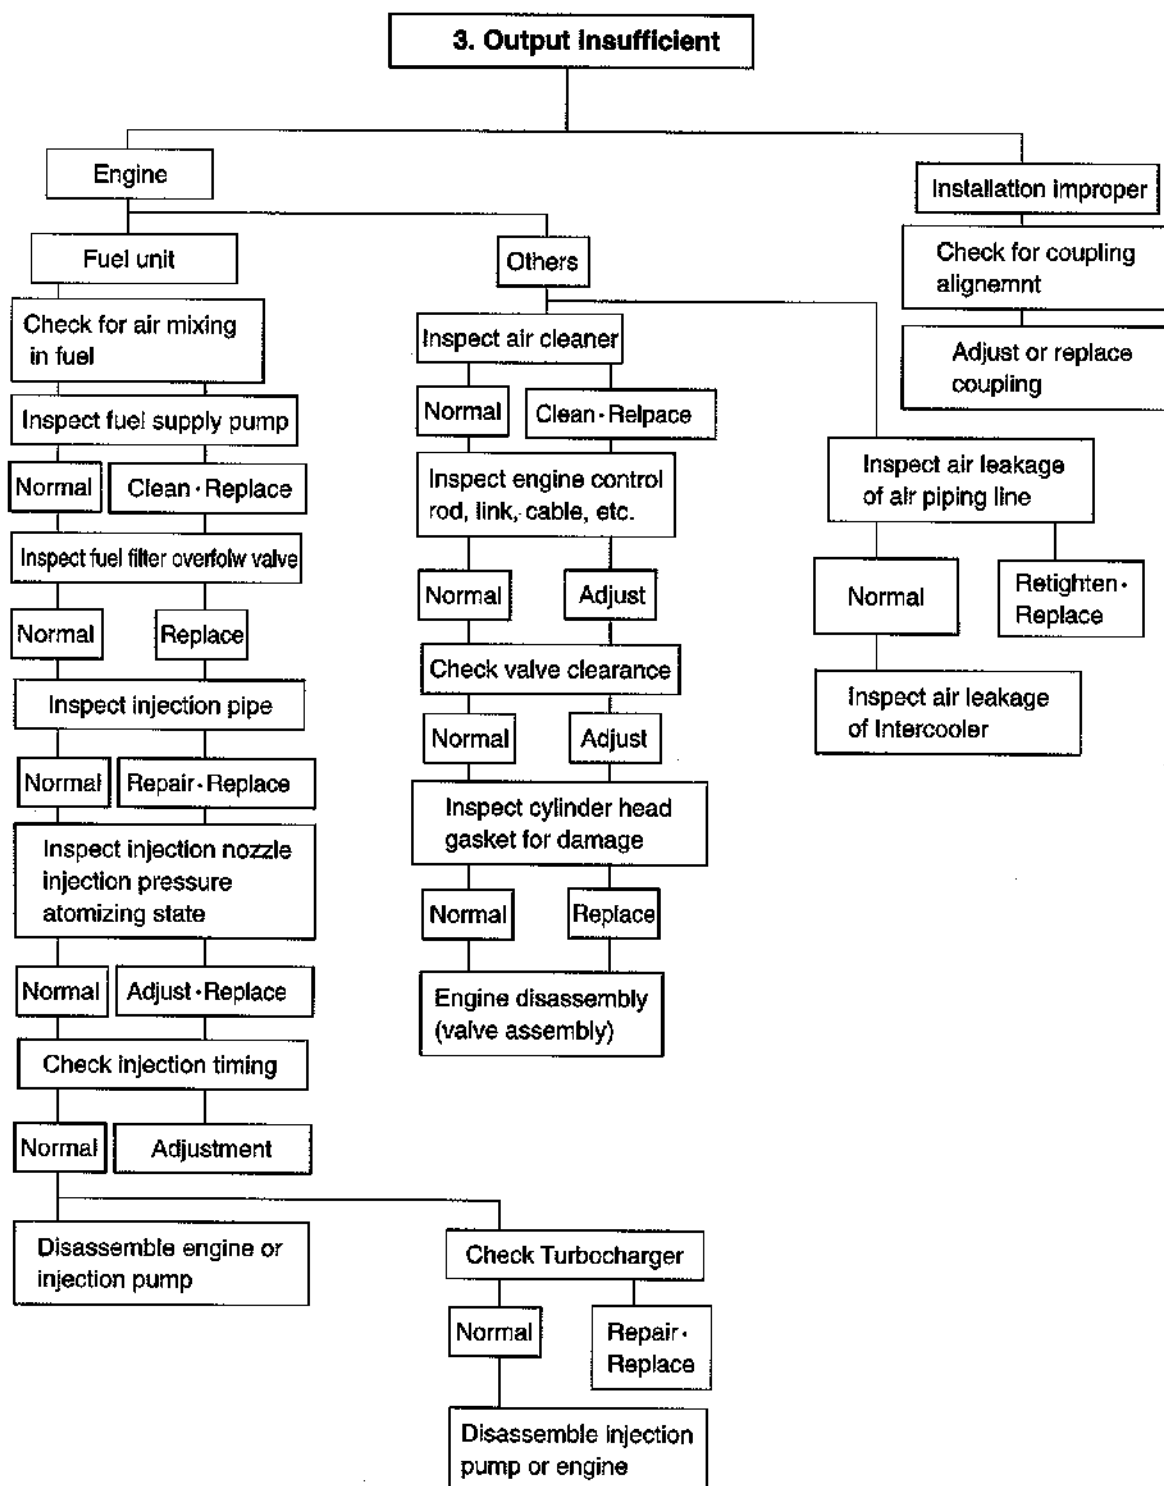 3. Output Insufficient
Engine
Installation improper
Fuel unit
Others
Check for coupling
alignemnt
Check for air mixing
in fuel
Inspect air cleaner
Adjust or replace
coupling
Inspect fuel supply pump
Normal
Clean・Relpace
Normal
Clean・Replace
Inspect engine control
rod, link, cable, etc.
Inspect air leakage
of air piping line
Inspect fuel filter overfolw valve
Normal
Adjust
Normal
Retighten・
Replace
Normal
Replace
Check valve clearance
Inspect injection pipe
Inspect air leakage
of Intercooler
Normal
Adjust
Normal
Repair・Replace
Inspect cylinder head
gasket for damage
Inspect injection nozzle
injection pressure
atomizing state
Normal
Replace
Normal
Adjust・Replace
Engine disassembly
(valve assembly)
Check injection timing
Normal
Adjustment
Disassemble engine or
injection pump
Check Turbocharger
Normal
Repair・
Replace
Disassemble injection
pump or engine